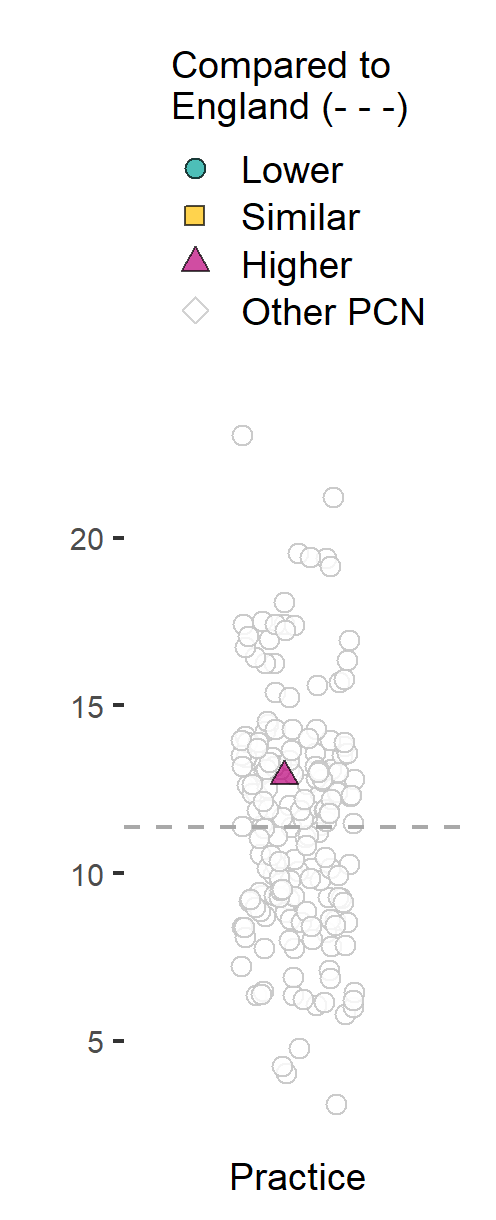 Compared to
England (- - -)
Lower
Similar
Higher
Other PCN
20
15
10
5
Practice